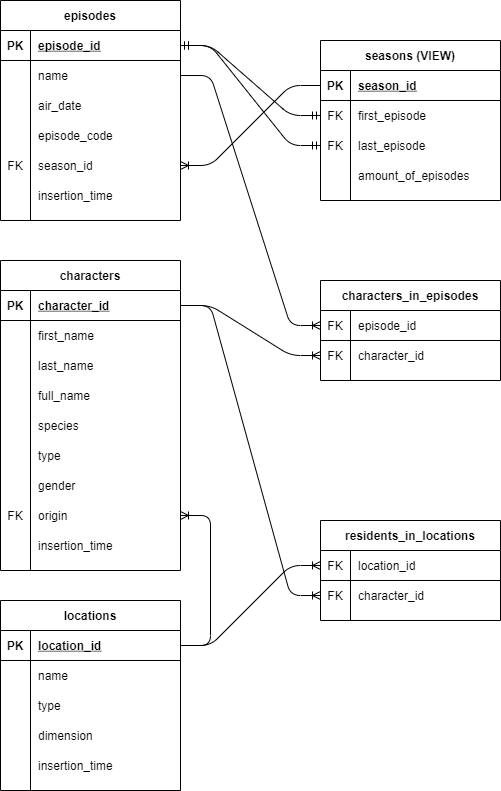 episodes
PK episode_id
name
air_date
episode_code
FK season_id
insertion_time
seasons (VIEW)
PK season_id
FK first_episode
FK last_episode
amount_of_episodes
characters
PK character_id
first_name
last_name
full_name
species
type
gender
FK origin
insertion_time
characters_in_episodes
FK episode_id
FK character_id
residents_in_locations
FK location_id
FK character_id
locations
PK location_id
name
type
dimension
insertion_time